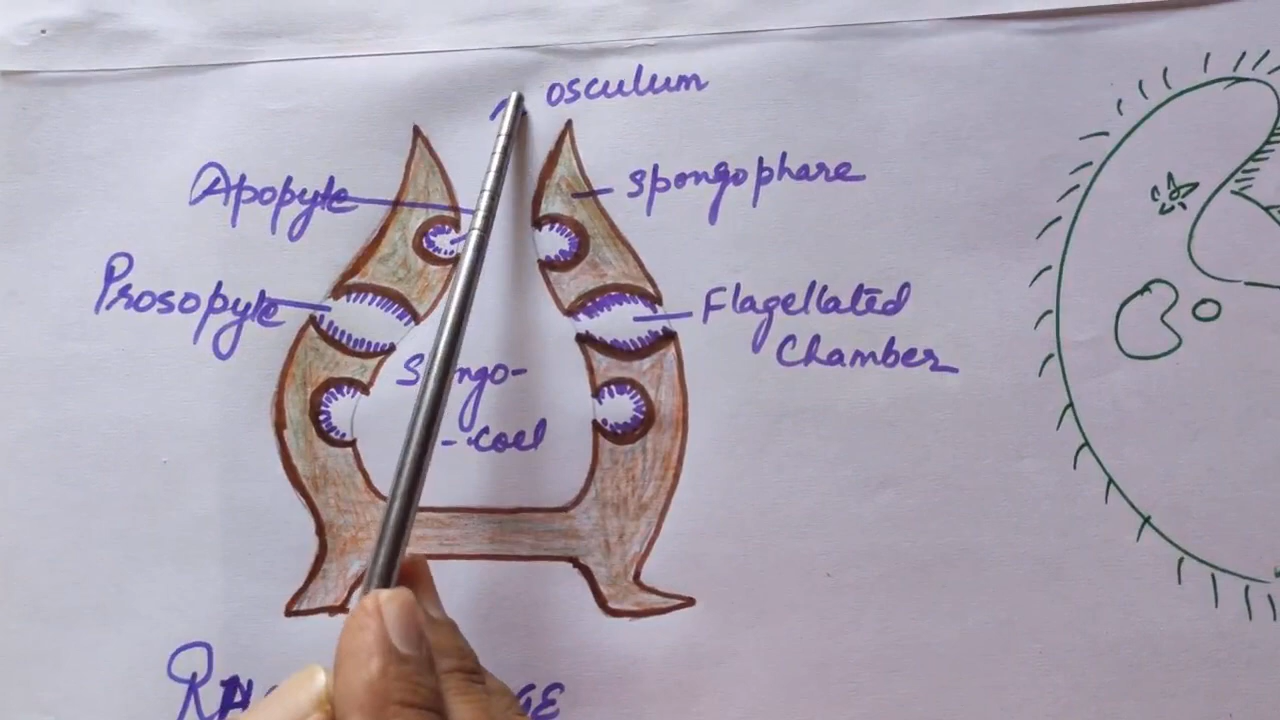 osculum
Apopyle
spongophare
Prosopyle
Flagellated
Chamber
-coel